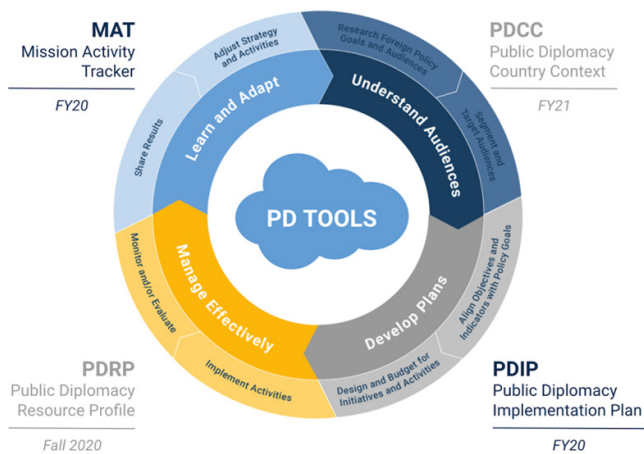 MAT
Mission Activity
Tracker
FY20
PDCC
Public Diplomacy
Country Context
FY21
Adjust Strategy
and Activities
Share Results
Learn and Adapt
Research Foreign Policy
Goals and Audiences
Segment and
Target Audiences
Understand Audiences
PD TOOLS
Manage Effectively
Monitor and/or Evaluate
Implement Activities
Develop Plans
Align Objectives and
Indicators with Policy Goals
Design and Budget for
Initiatives and Activities
PDRP
Public Diplomacy
Resource Profile
Fall 2020
PDIP
Public Diplomacy
Implementation Plan
FY20